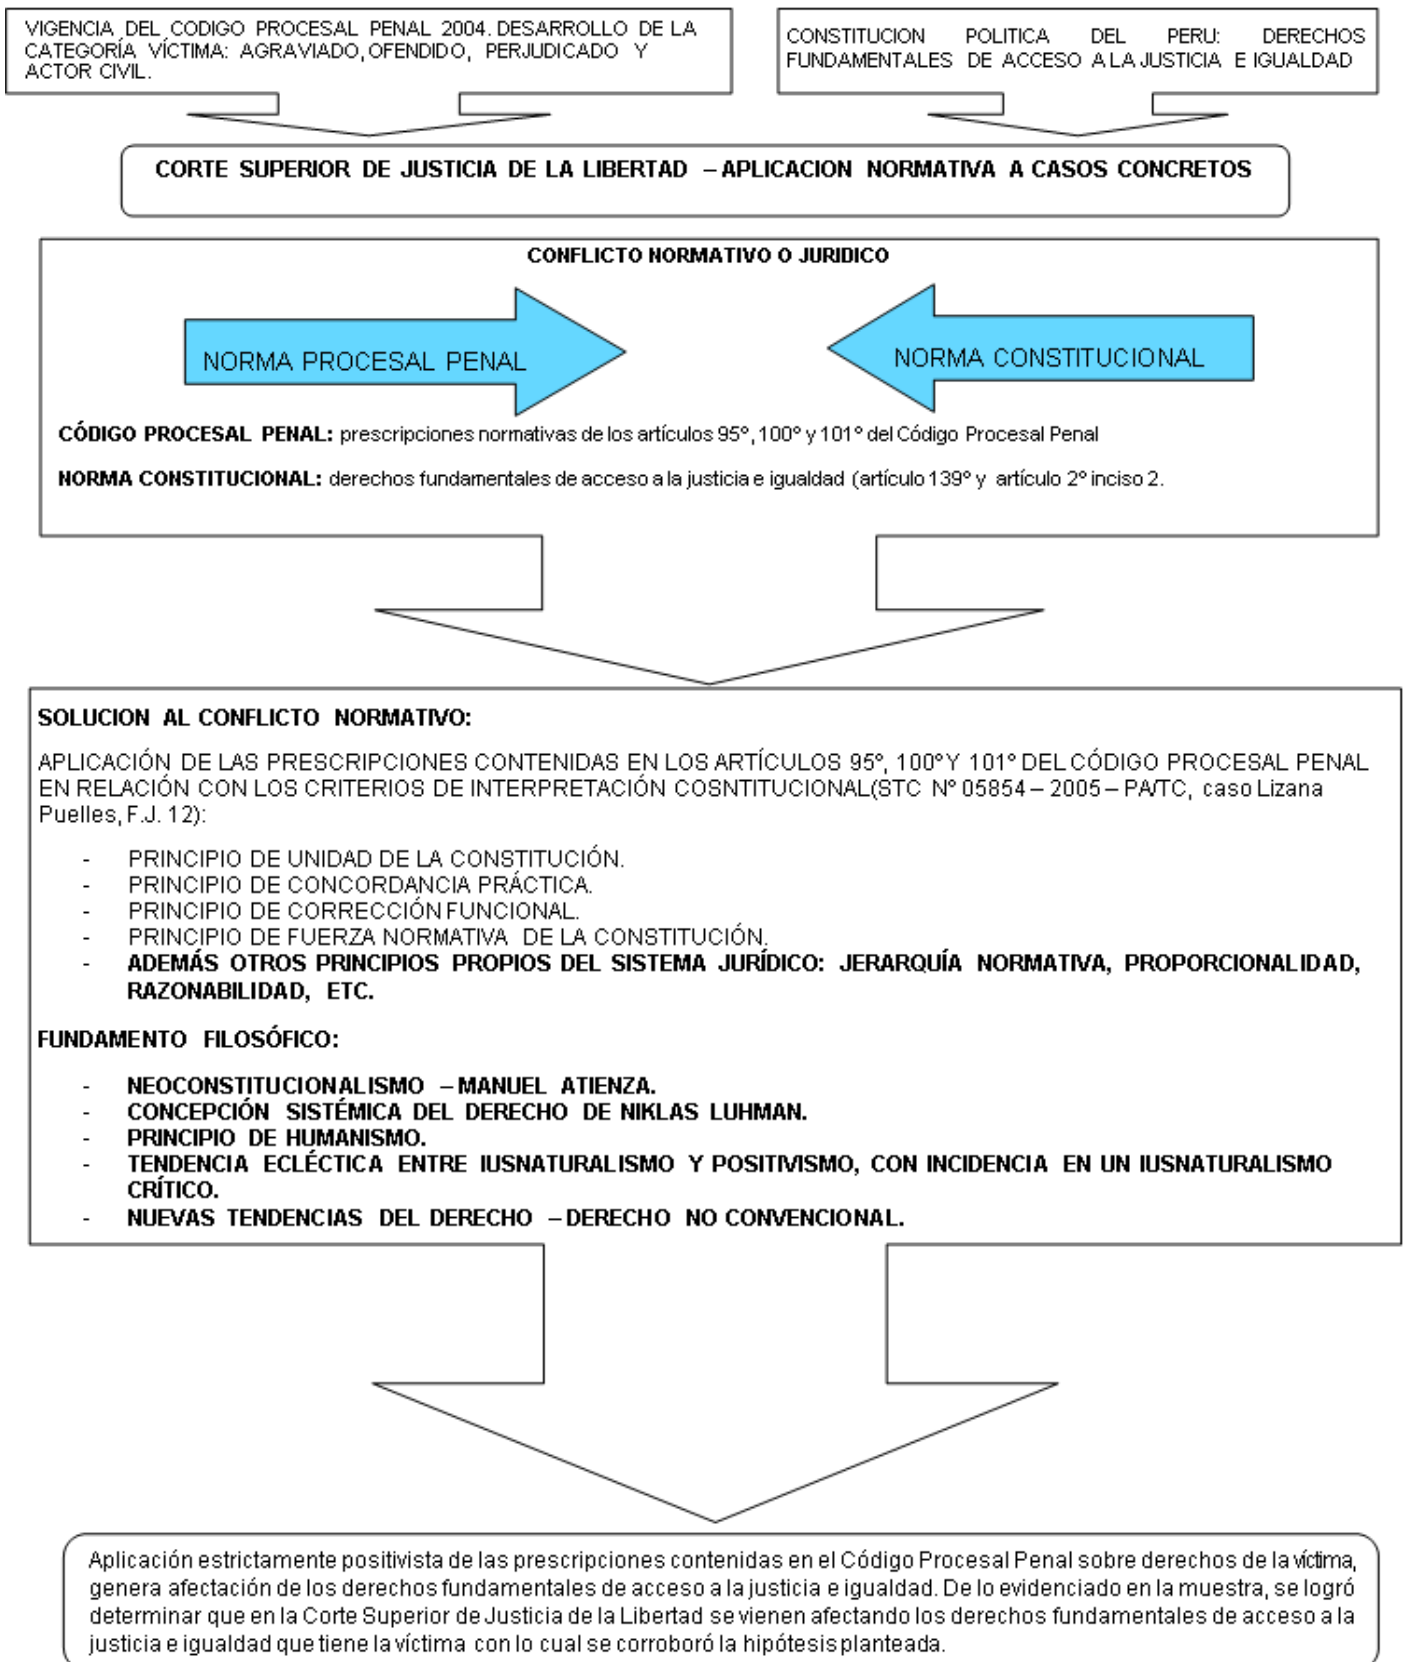 VIGENCIA DEL CODIGO PROCESAL PENAL 2004. DESARROLLO DE LA
CATEGORÍA VÍCTIMA: AGRAVIADO, OFENDIDO, PERJUDICADO Y
ACTOR CIVIL.
CONSTITUCION POLITICA DEL PERU: DERECHOS
FUNDAMENTALES DE ACCESO A LA JUSTICIA E IGUALDAD
CORTE SUPERIOR DE JUSTICIA DE LA LIBERTAD – APLICACION NORMATIVA A CASOS CONCRETOS
CONFLICTO NORMATIVO O JURIDICO
NORMA PROCESAL PENAL
NORMA CONSTITUCIONAL
CÓDIGO PROCESAL PENAL: prescripciones normativas de los artículos 95º, 100º y 101º del Código Procesal Penal
NORMA CONSTITUCIONAL: derechos fundamentales de acceso a la justicia e igualdad (artículo 139º y artículo 2º inciso 2.
SOLUCION AL CONFLICTO NORMATIVO:
APLICACIÓN DE LAS PRESCRIPCIONES CONTENIDAS EN LOS ARTÍCULOS 95º, 100º Y 101º DEL CÓDIGO PROCESAL PENAL
EN RELACIÓN CON LOS CRITERIOS DE INTERPRETACIÓN COSNTITUCIONAL(STC Nº 05854 – 2005 – PA/TC, caso Lizana
Puelles, F.J. 12):
- PRINCIPIO DE UNIDAD DE LA CONSTITUCIÓN.
- PRINCIPIO DE CONCORDANCIA PRÁCTICA.
- PRINCIPIO DE CORRECCIÓN FUNCIONAL.
- PRINCIPIO DE FUERZA NORMATIVA DE LA CONSTITUCIÓN.
- ADEMÁS OTROS PRINCIPIOS PROPIOS DEL SISTEMA JURÍDICO: JERARQUÍA NORMATIVA, PROPORCIONALIDAD,
RAZONABILIDAD, ETC.
FUNDAMENTO FILOSÓFICO:
- NEOCONSTITUCIONALISMO – MANUEL ATIENZA.
- CONCEPCIÓN SISTÉMICA DEL DERECHO DE NIKLAS LUHMAN.
- PRINCIPIO DE HUMANISMO.
- TENDENCIA ECLÉCTICA ENTRE IUSNATURALISMO Y POSITIVISMO, CON INCIDENCIA EN UN IUSNATURALISMO
CRÍTICO.
- NUEVAS TENDENCIAS DEL DERECHO – DERECHO NO CONVENCIONAL.
Aplicación estrictamente positivista de las prescripciones contenidas en el Código Procesal Penal sobre derechos de la víctima,
genera afectación de los derechos fundamentales de acceso a la justicia e igualdad. De lo evidenciado en la muestra, se logró
determinar que en la Corte Superior de Justicia de la Libertad se vienen afectando los derechos fundamentales de acceso a la
justicia e igualdad que tiene la víctima con lo cual se corroboró la hipótesis planteada.